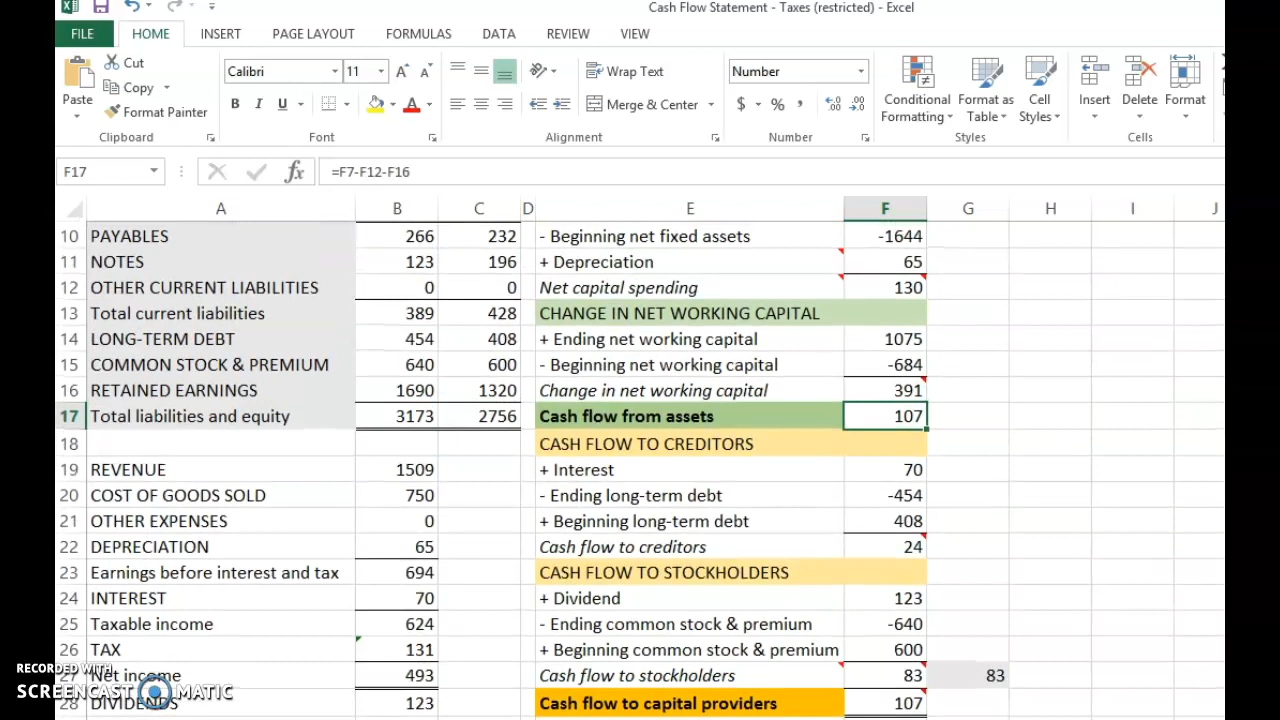 Cash Flow Statement - Taxes (restricted) - Excel
FILE HOME INSERT PAGE LAYOUT FORMULAS DATA REVIEW VIEW
Cut
Copy
Format Painter
Paste
Clipboard
Calibri 11
B I U
Font
Wrap Text
Merge & Center
Alignment
Number
$ % ,
Number
Conditional Formatting
Format as Table
Cell Styles
Styles
Insert Delete Format
Cells
F17 fx =F7-F12-F16
A B C D E F G H I J
10 PAYABLES 266 232 - Beginning net fixed assets -1644
11 NOTES 123 196 + Depreciation 65
12 OTHER CURRENT LIABILITIES 0 0 Net capital spending 130
13 Total current liabilities 389 428 CHANGE IN NET WORKING CAPITAL
14 LONG-TERM DEBT 454 408 + Ending net working capital 1075
15 COMMON STOCK & PREMIUM 640 600 - Beginning net working capital -684
16 RETAINED EARNINGS 1690 1320 Change in net working capital 391
17 Total liabilities and equity 3173 2756 Cash flow from assets 107
18 CASH FLOW TO CREDITORS
19 REVENUE 1509 + Interest 70
20 COST OF GOODS SOLD 750 - Ending long-term debt -454
21 OTHER EXPENSES 0 + Beginning long-term debt 408
22 DEPRECIATION 65 Cash flow to creditors 24
23 Earnings before interest and tax 694 CASH FLOW TO STOCKHOLDERS
24 INTEREST 70 + Dividend 123
25 Taxable income 624 - Ending common stock & premium -640
26 TAX 131 + Beginning common stock & premium 600
27 Net income 493 Cash flow to stockholders 83 83
28 DIVIDENDS 123 Cash flow to capital providers 107
RECORDED WITH
SCREENCAST MATIC